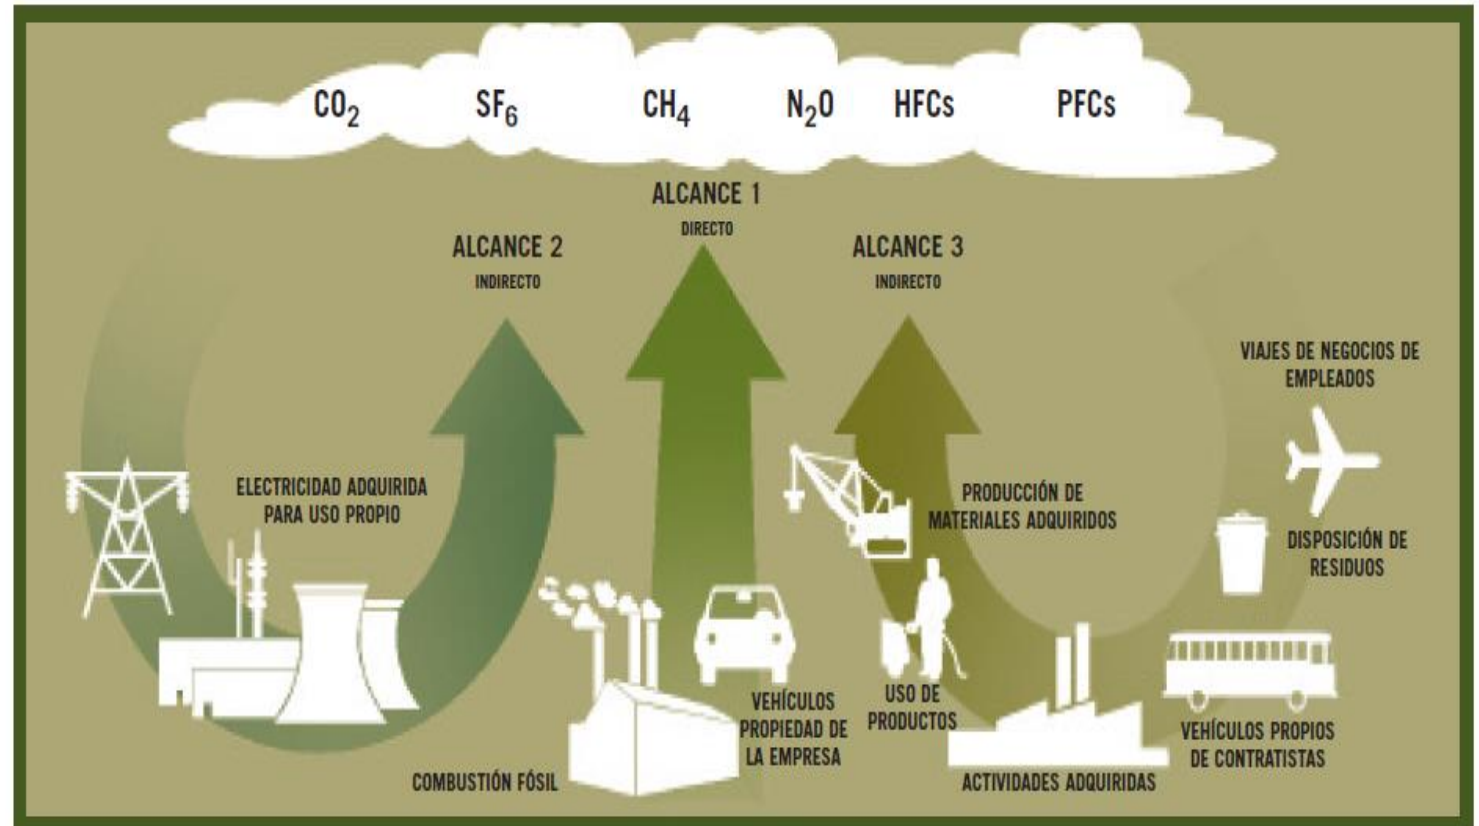 CO₂ SF₆ CH₄ N₂O HFCs PFCs
ALCANCE 1
DIRECTO
ALCANCE 2
INDIRECTO
ALCANCE 3
INDIRECTO
VIAJES DE NEGOCIOS DE
EMPLEADOS
ELECTRICIDAD ADQUIRIDA
PARA USO PROPIO
PRODUCCIÓN DE
MATERIALES ADQUIRIDOS
DISPOSICIÓN DE
RESIDUOS
VEHÍCULOS
PROPIEDAD DE
LA EMPRESA
USO DE
PRODUCTOS
VEHÍCULOS PROPIOS
DE CONTRATISTAS
COMBUSTIÓN FÓSIL
ACTIVIDADES ADQUIRIDAS